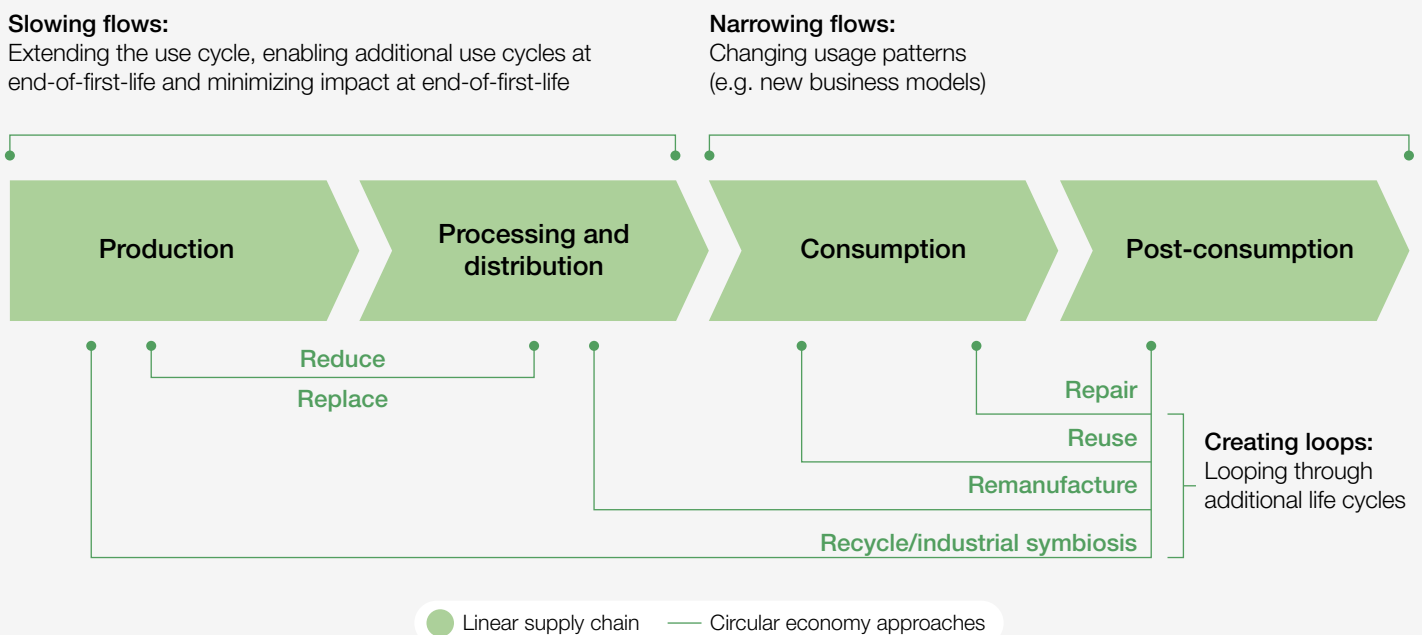 Slowing flows:
Extending the use cycle, enabling additional use cycles at
end-of-first-life and minimizing impact at end-of-first-life
Narrowing flows:
Changing usage patterns
(e.g. new business models)
Production
Processing and
distribution
Consumption
Post-consumption
Reduce
Replace
Repair
Reuse
Remanufacture
Recycle/industrial symbiosis
Creating loops:
Looping through
additional life cycles
Linear supply chain
Circular economy approaches